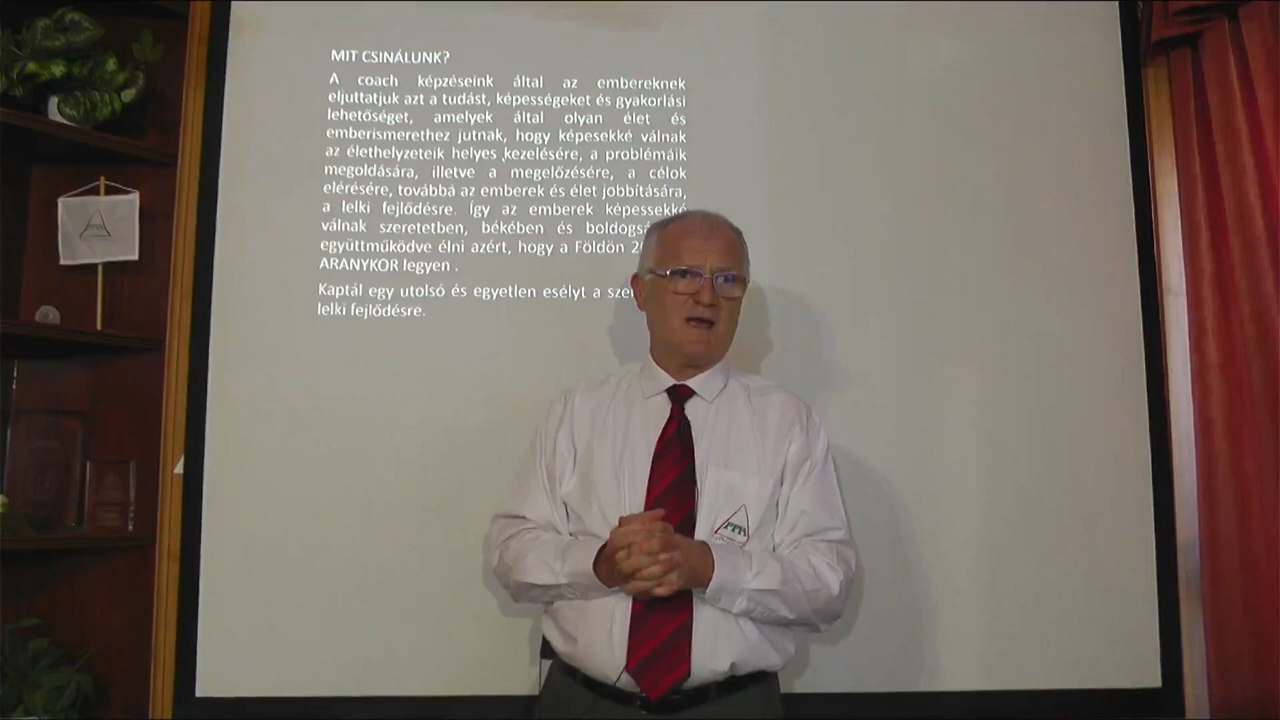 MIT CSINÁLUNK?
A coach képzéseink által az embereknek
eljuttatjuk azt a tudást, képességeket és gyakorlási
lehetőséget, amelyek által olyan élet és
emberismerethez jutnak, hogy képesekké válnak
az élethelyzeteik helyes kezelésére, a problémáik
megoldására, illetve a megelőzésére, a célok
elérésére, továbbá az emberek és élet jobbítására,
a lelki fejlődésre. Így az emberek képessekké
válnak szeretetben, békében és
együttműködve élni azért, hogy a Földön
ARANYKOR legyen .
Kaptál egy utolsó és egyetlen esélyt a
lelki fejlődésre.